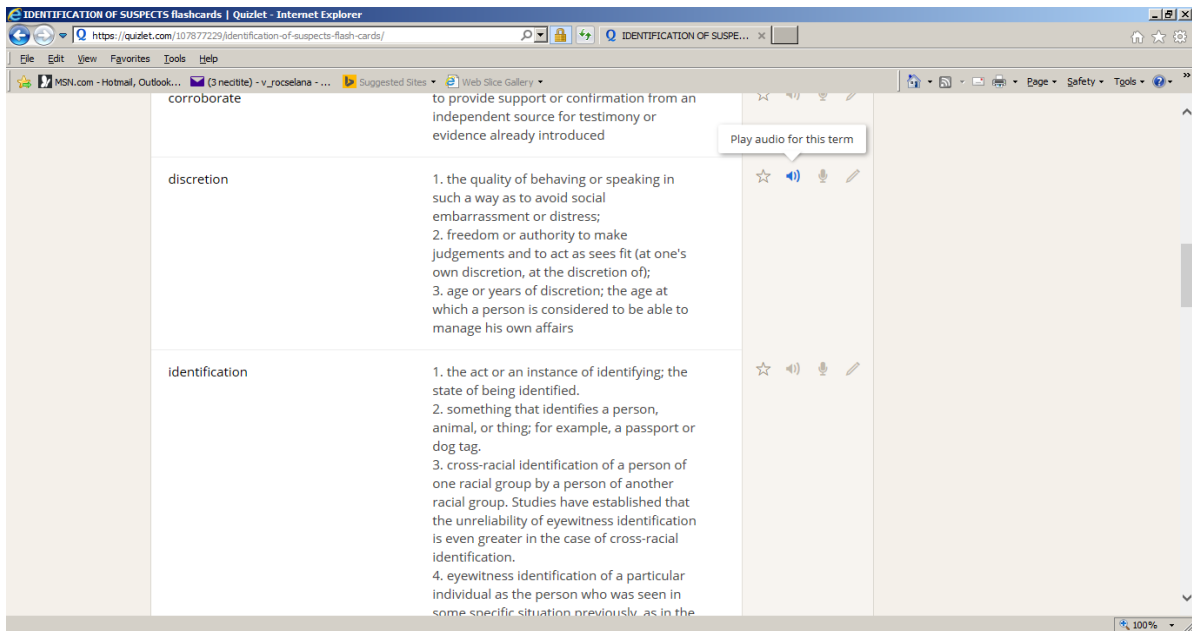 IDENTIFICATION OF SUSPECTS flashcards | Quizlet - Internet Explorer
https://quizlet.com/107877229/identification-of-suspects-flash-cards/
IDENTIFICATION OF SUSPE...
File Edit View Favorites Tools Help
MSN.com - Hotmail, Outlook... (3 necitite) - v_rocselana - ... Suggested Sites Web Slice Gallery Page Safety Tools
corroborate
to provide support or confirmation from an
independent source for testimony or
evidence already introduced
Play audio for this term
discretion
1. the quality of behaving or speaking in
such a way as to avoid social
embarrassment or distress;
2. freedom or authority to make
judgements and to act as sees fit (at one's
own discretion, at the discretion of);
3. age or years of discretion; the age at
which a person is considered to be able to
manage his own affairs
identification
1. the act or an instance of identifying; the
state of being identified.
2. something that identifies a person,
animal, or thing; for example, a passport or
dog tag.
3. cross-racial identification of a person of
one racial group by a person of another
racial group. Studies have established that
the unreliability of eyewitness identification
is even greater in the case of cross-racial
identification.
4. eyewitness identification of a particular
individual as the person who was seen in
some specific situation previously, as in the
100%